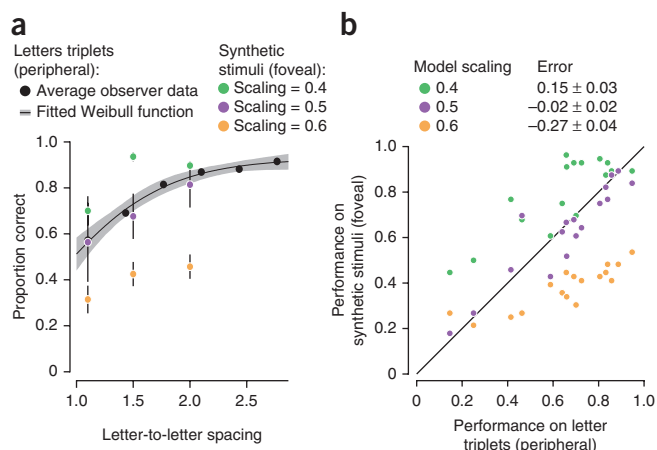 a
Letters triplets
(peripheral):
Average observer data
Fitted Weibull function
Synthetic
stimuli (foveal):
Scaling = 0.4
Scaling = 0.5
Scaling = 0.6
Proportion correct
1.0
0.8
0.6
0.4
0.2
0
1.0
1.5
2.0
2.5
Letter-to-letter spacing
b
Model scaling Error
0.4 0.15 ± 0.03
0.5 −0.02 ± 0.02
0.6 −0.27 ± 0.04
Performance on
synthetic stimuli (foveal)
1.0
0.8
0.6
0.4
0.2
0
0
0.2
0.4
0.6
0.8
1.0
Performance on letter
triplets (peripheral)